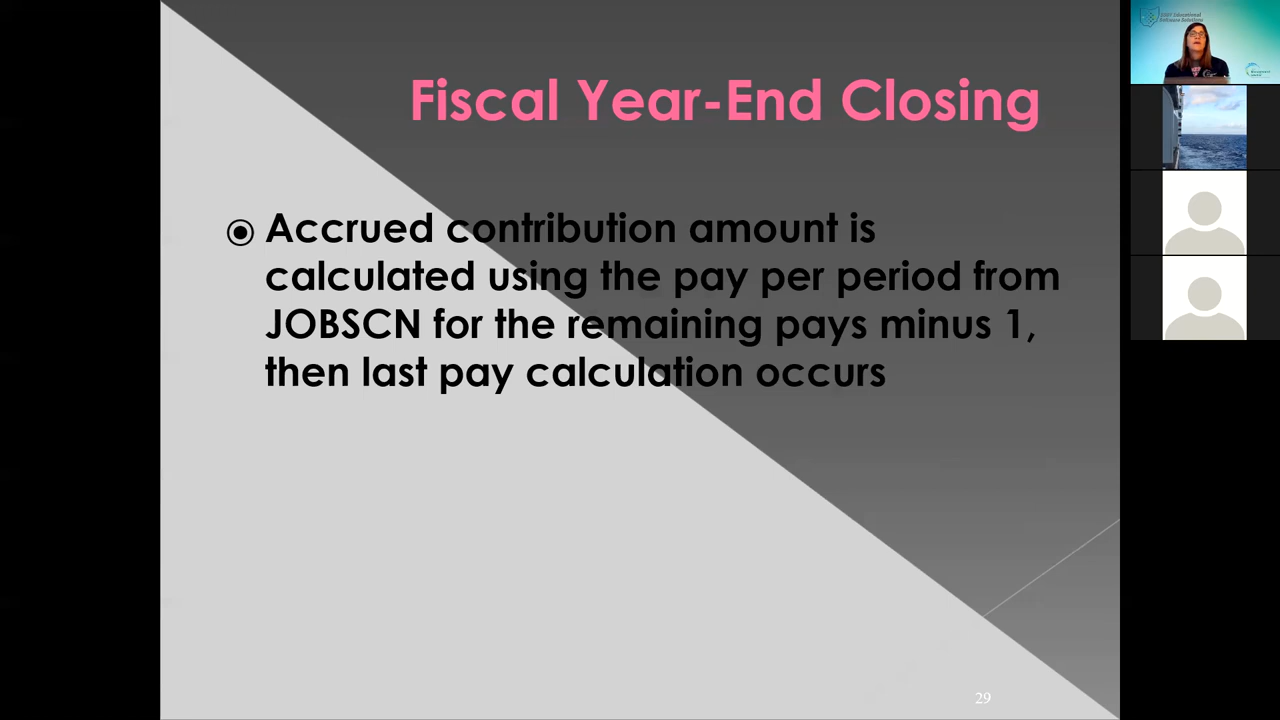 Fiscal Year-End Closing
Accrued contribution amount is
calculated using the pay per period from
JOBSCN for the remaining pays minus 1,
then last pay calculation occurs
29